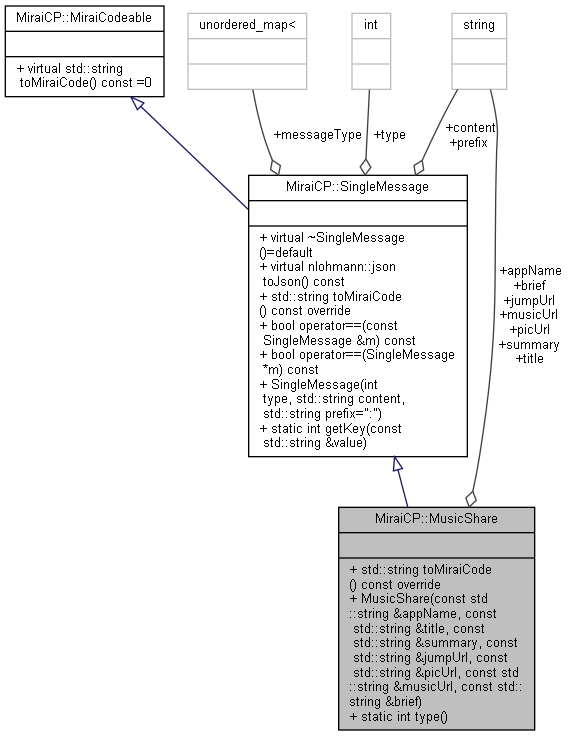 MiraiCP::MiraiCodeable
+ virtual std::string
toMiraiCode() const =0
unordered_map<
int
string
+messageType
+type
+content
+prefix
MiraiCP::SingleMessage
+ virtual ~SingleMessage
()=default
+ virtual nlohmann::json
toJson() const
+ std::string toMiraiCode
() const override
+ bool operator==(const
SingleMessage &m) const
+ bool operator==(SingleMessage
*m) const
+ SingleMessage(int
type, std::string content,
std::string prefix=":")
+ static int getKey(const
std::string &value)
+appName
+brief
+jumpUrl
+musicUrl
+picUrl
+summary
+title
MiraiCP::MusicShare
+ std::string toMiraiCode
() const override
+ MusicShare(const std
::string &appName, const
std::string &title, const
std::string &summary, const
std::string &jumpUrl, const
std::string &picUrl, const std
::string &musicUrl, const std::
string &brief)
+ static int type()